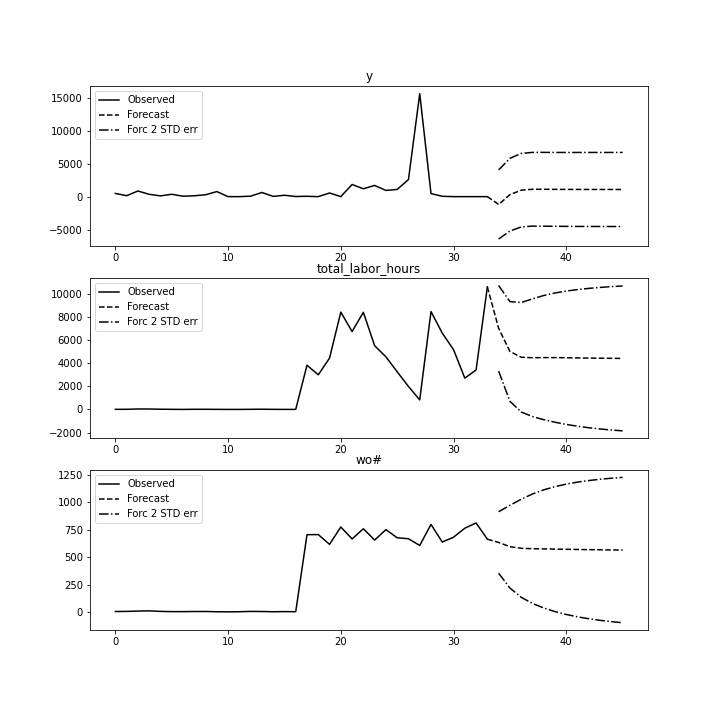 y
15000
10000
5000
0
−5000
Observed
Forecast
Forc 2 STD err
0 10 20 30 40
total_labor_hours
10000
8000
6000
4000
2000
0
−2000
Observed
Forecast
Forc 2 STD err
0 10 20 30 40
wo#
1250
1000
750
500
250
0
Observed
Forecast
Forc 2 STD err
0 10 20 30 40